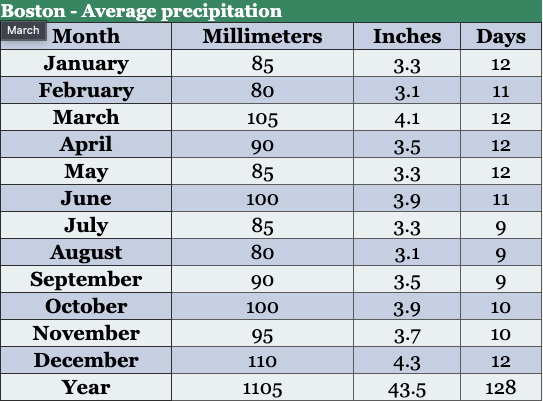 Boston - Average precipitation
March
Month Millimeters Inches Days
January 85 3.3 12
February 80 3.1 11
March 105 4.1 12
April 90 3.5 12
May 85 3.3 12
June 100 3.9 11
July 85 3.3 9
August 80 3.1 9
September 90 3.5 9
October 100 3.9 10
November 95 3.7 10
December 110 4.3 12
Year 1105 43.5 128